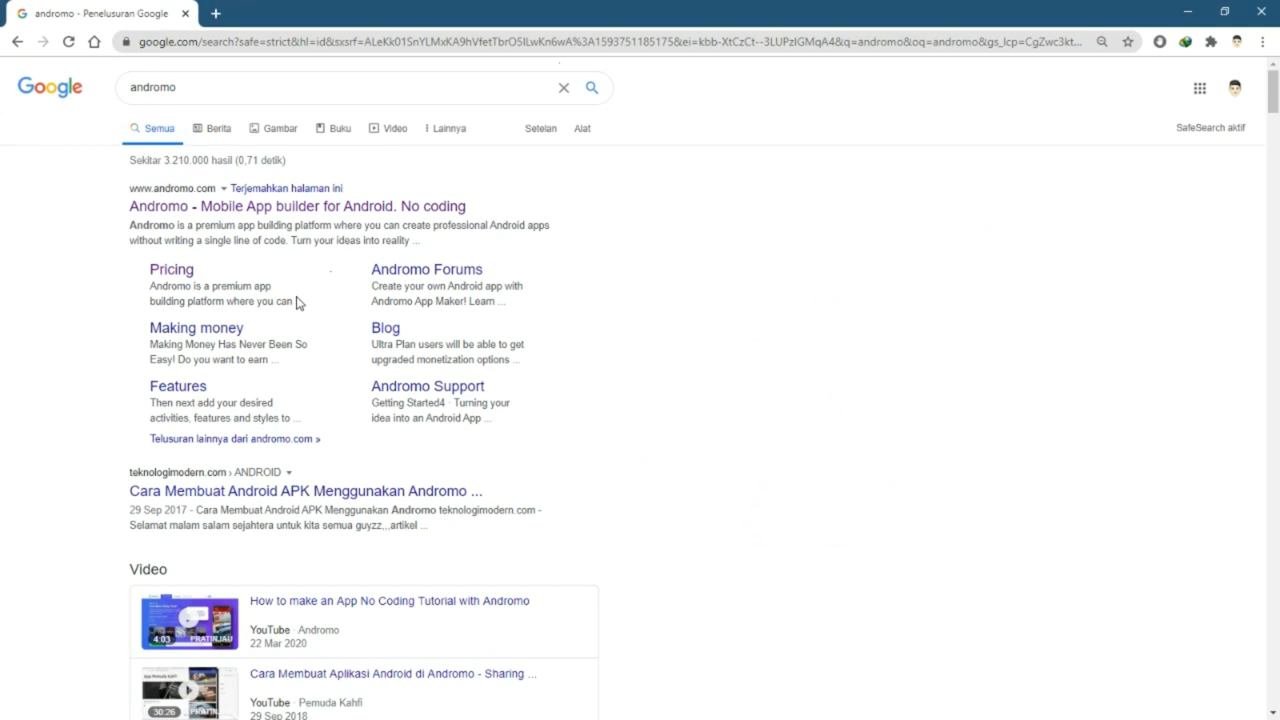 andromo - Penelusuran Google
google.com/search?safe=strict&hl=id&sxsrf=ALeKk01SnYLMxKA9hVfetTbrO5ILwKn6wA%3A1593751185175&ei=kbb-XtCzCt--3LUPzIGMqA4&q=andromo&oq=andromo&gs_lcp=CgZwc3kt...
Google
andromo
Semua Berita Gambar Buku Video Lainnya Setelan Alat
SafeSearch aktif
Sekitar 3.210.000 hasil (0,71 detik)
www.andromo.com Terjemahkan halaman ini
Andromo - Mobile App builder for Android. No coding
Andromo is a premium app building platform where you can create professional Android apps
without writing a single line of code. Turn your ideas into reality ...
Pricing
Andromo is a premium app
building platform where you can
Andromo Forums
Create your own Android app with
Andromo App Maker! Learn ...
Making money
Making Money Has Never Been So
Easy! Do you want to earn ...
Blog
Ultra Plan users will be able to get
upgraded monetization options ...
Features
Then next add your desired
activities, features and styles to ...
Andromo Support
Getting Started4 · Turning your
idea into an Android App ...
Telusuran lainnya dari andromo.com »
teknologimodern.com › ANDROID
Cara Membuat Android APK Menggunakan Andromo ...
29 Sep 2017 - Cara Membuat Android APK Menggunakan Andromo teknologimodern.com -
Selamat malam salam sejahtera untuk kita semua guyzz,,,artikel ...
Video
4:03 PRATINJAU
How to make an App No Coding Tutorial with Andromo
YouTube · Andromo
22 Mar 2020
30:26
Cara Membuat Aplikasi Android di Andromo - Sharing ...
YouTube · Pemuda Kahfi
29 Sep 2018